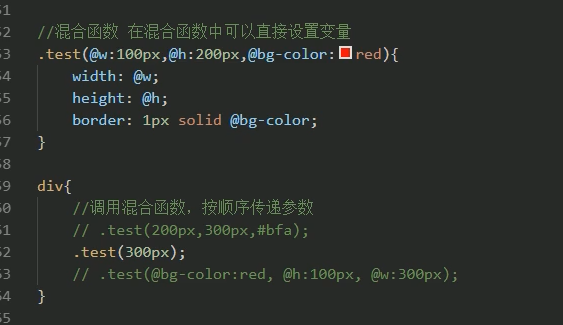 51
52 //混合函数 在混合函数中可以直接设置变量
53 .test(@w:100px,@h:200px,@bg-color:red){
54 width: @w;
55 height: @h;
56 border: 1px solid @bg-color;
57 }
58
59 div{
60 //调用混合函数，按顺序传递参数
61 // .test(200px,300px,#bfa);
62 .test(300px);
63 // .test(@bg-color:red, @h:100px, @w:300px);
64 }
65